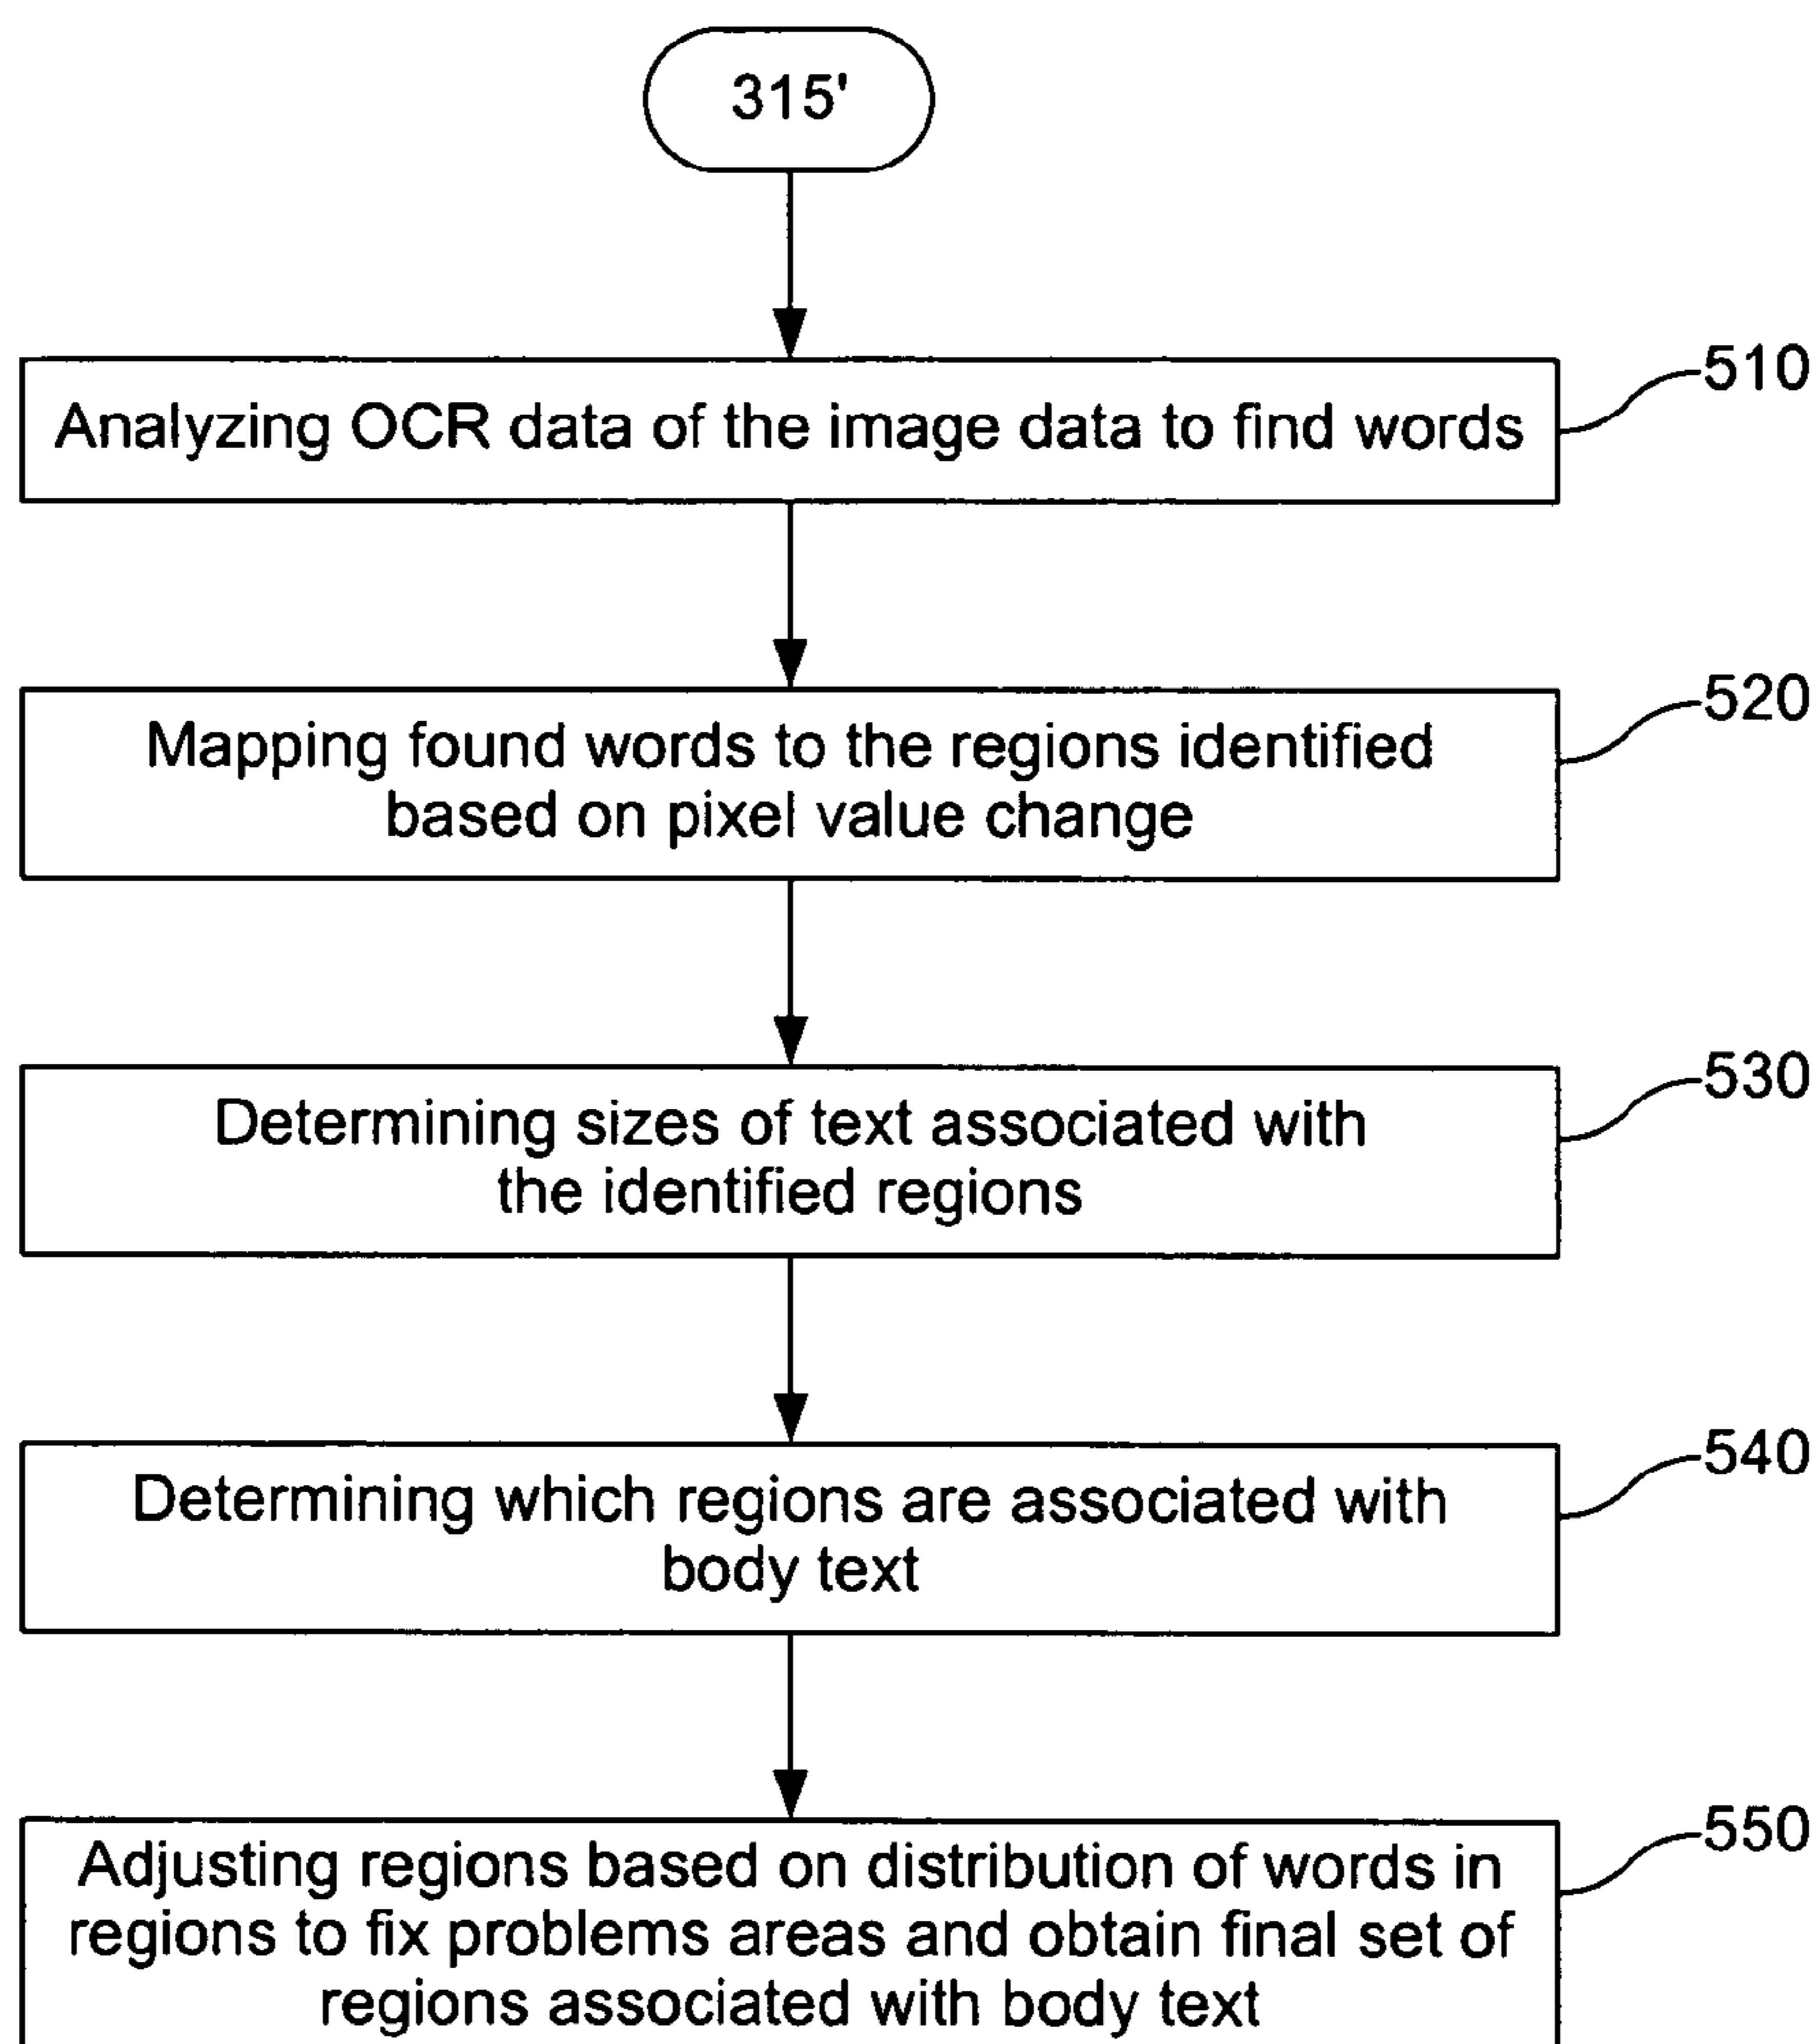 315'
Analyzing OCR data of the image data to find words
510
Mapping found words to the regions identified
based on pixel value change
520
Determining sizes of text associated with
the identified regions
530
Determining which regions are associated with
body text
540
Adjusting regions based on distribution of words in
regions to fix problems areas and obtain final set of
regions associated with body text
550